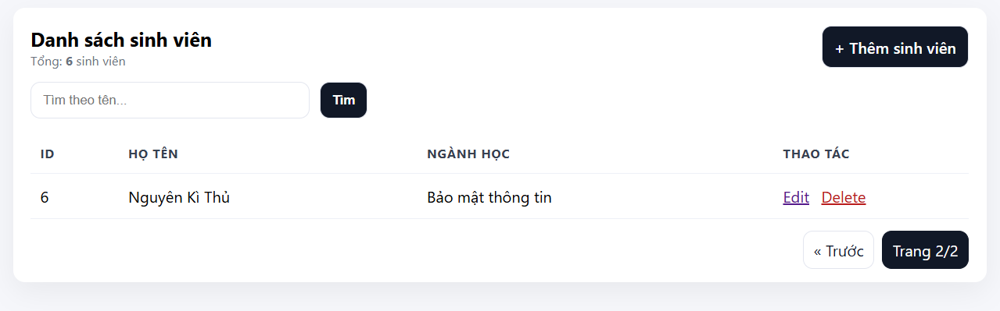 Danh sách sinh viên
Tổng: 6 sinh viên
+ Thêm sinh viên
Tìm theo tên...
Tìm
ID HỌ TÊN NGÀNH HỌC THAO TÁC
6 Nguyên Kì Thủ Bảo mật thông tin Edit Delete
« Trước Trang 2/2